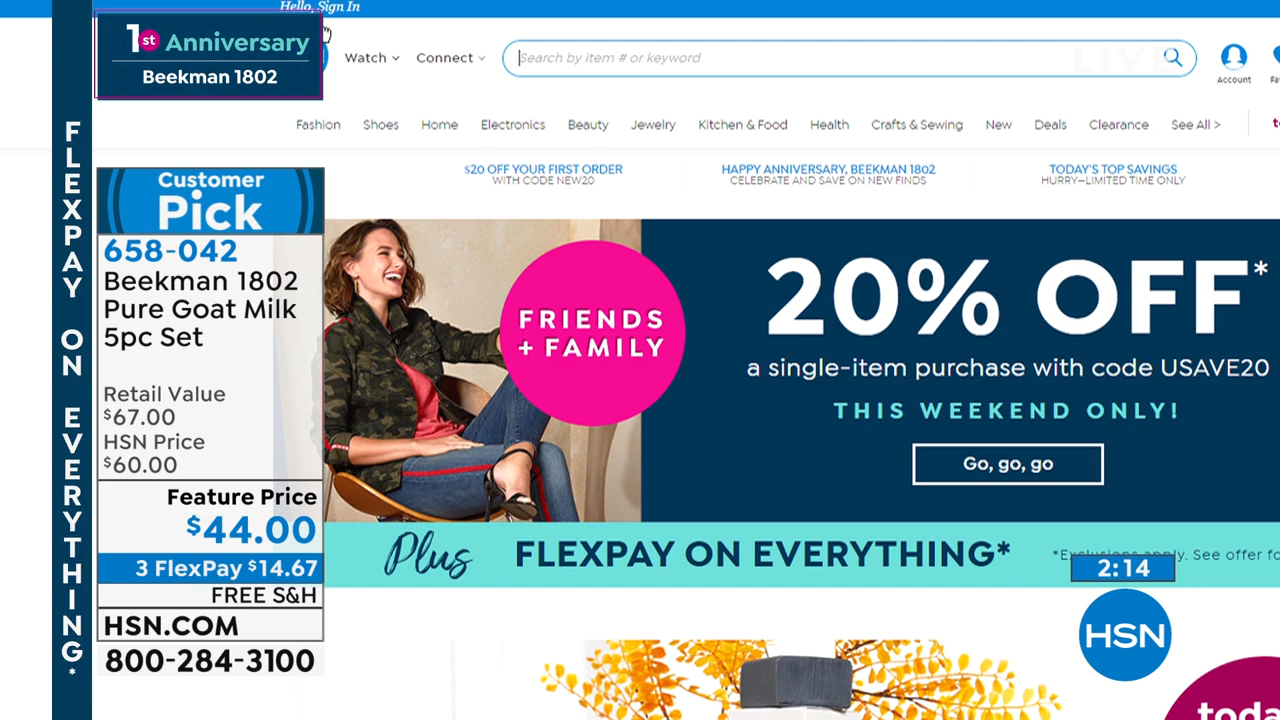 Hello, Sign In
1st Anniversary
Beekman 1802
Watch
Connect
Search by item # or keyword
LIVE
Account
Fashion
Shoes
Home
Electronics
Beauty
Jewelry
Kitchen & Food
Health
Crafts & Sewing
New
Deals
Clearance
See All >
$20 OFF YOUR FIRST ORDER
WITH CODE NEW20
HAPPY ANNIVERSARY, BEEKMAN 1802
CELEBRATE AND SAVE ON NEW FINDS
TODAY'S TOP SAVINGS
HURRY—LIMITED TIME ONLY
FLEXPAY ON EVERYTHING*
Customer
Pick
658-042
Beekman 1802
Pure Goat Milk
5pc Set
Retail Value
$67.00
HSN Price
$60.00
Feature Price
$44.00
3 FlexPay $14.67
FREE S&H
HSN.COM
800-284-3100
FRIENDS
+ FAMILY
20% OFF*
a single-item purchase with code USAVE20
THIS WEEKEND ONLY!
Go, go, go
Plus FLEXPAY ON EVERYTHING*
apply. See offer
2:14
HSN